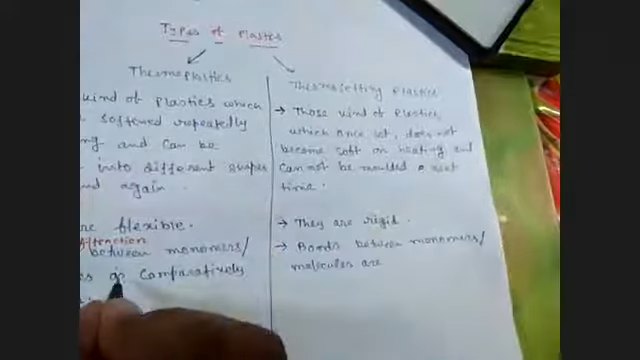 Types of Plastics
Thermoplastics
kind of Plastics which
softened repeatedly
and can be
into different shapes
again.
flexible.
attraction
between monomers/
is comparatively
Thermosetting Plastics
→ Those kind of Plastics
which once set, does not
become soft on heating and
can not be moulded a next
time.
→ They are rigid.
→ Bonds between monomers/
molecules are